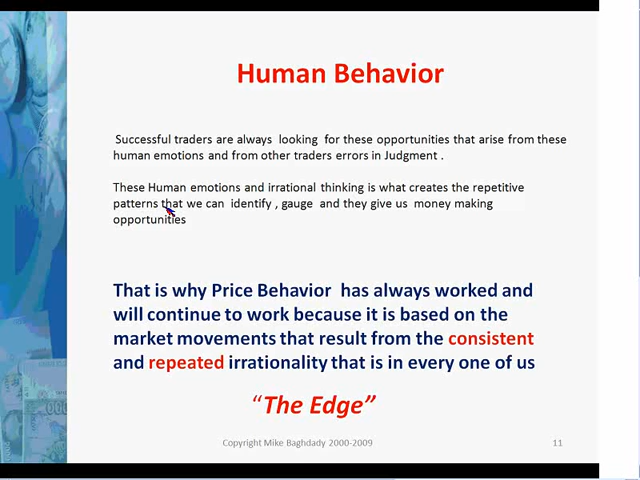 Human Behavior
Successful traders are always looking for these opportunities that arise from these
human emotions and from other traders errors in Judgment .
These Human emotions and irrational thinking is what creates the repetitive
patterns that we can identify , gauge and they give us money making
opportunities
That is why Price Behavior has always worked and
will continue to work because it is based on the
market movements that result from the consistent
and repeated irrationality that is in every one of us
“The Edge”
Copyright Mike Baghdady 2000-2009 11